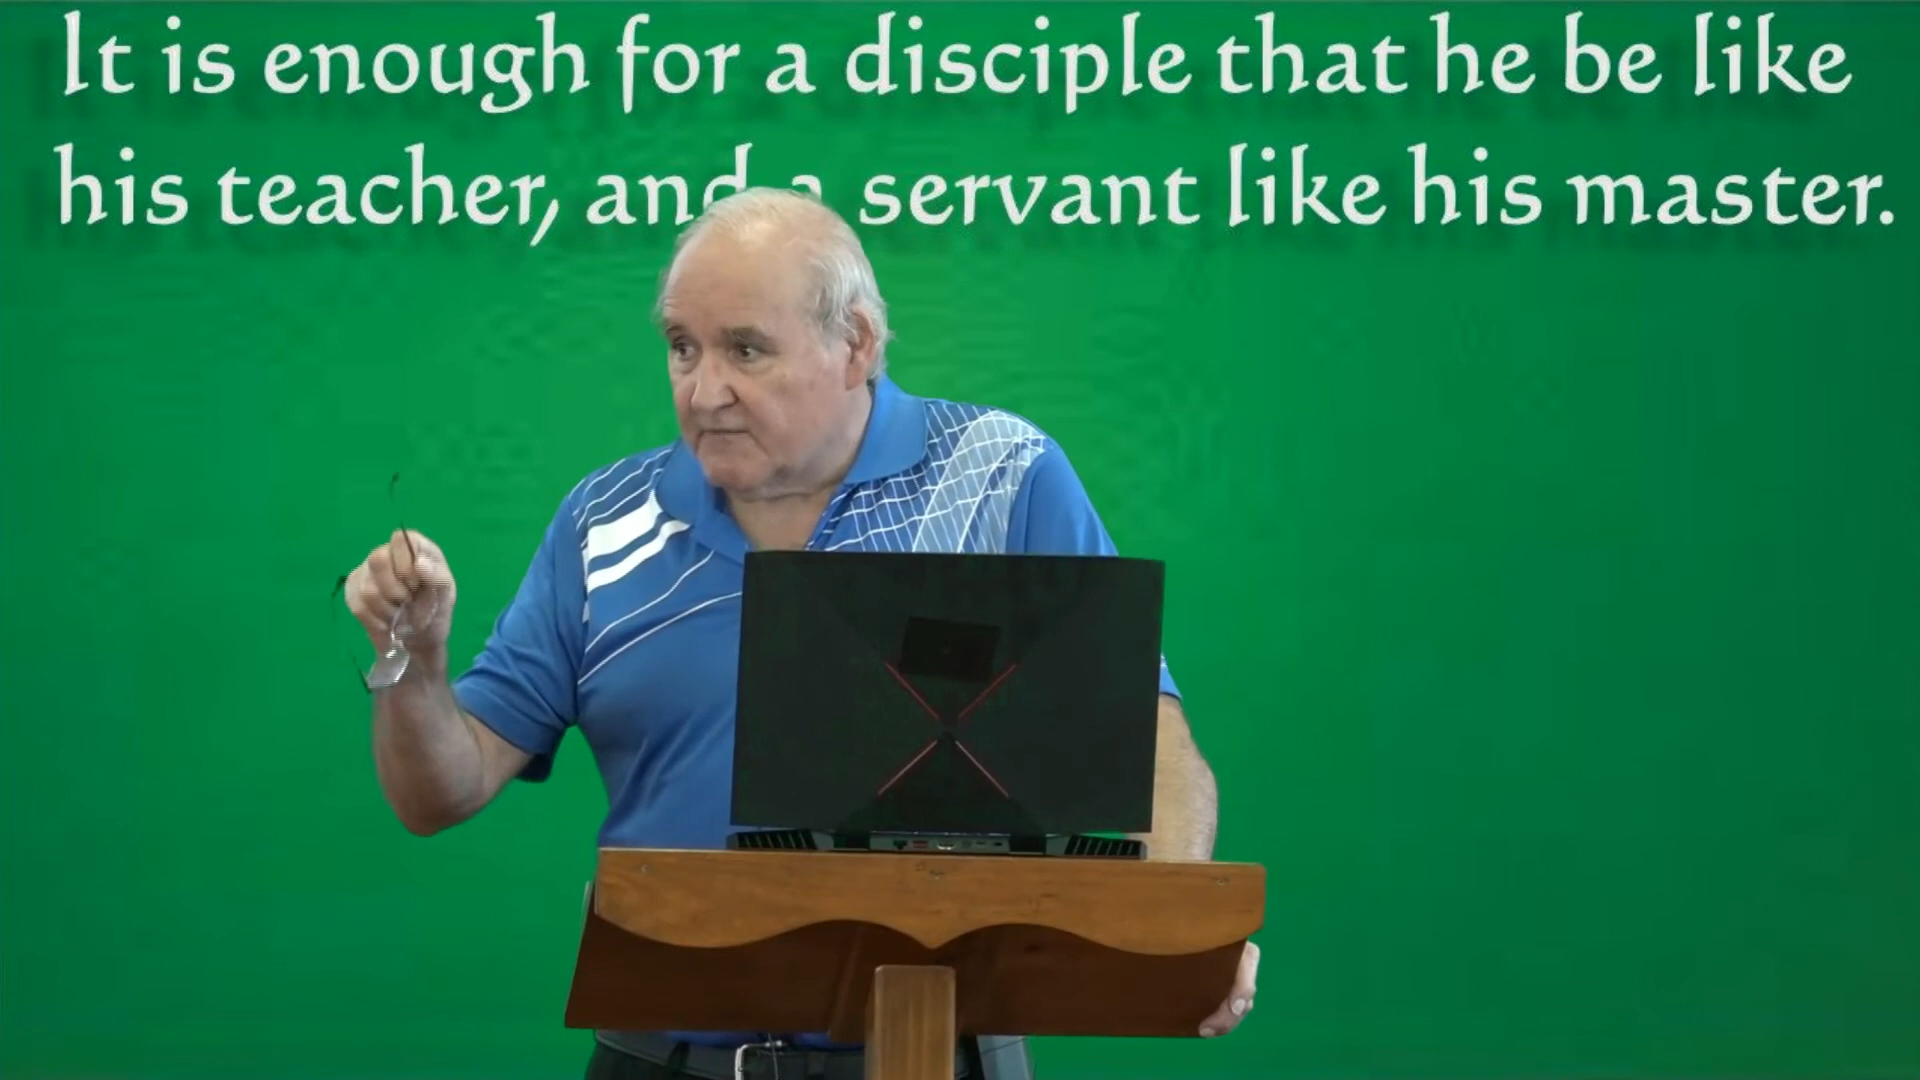 It is enough for a disciple that he be like
his teacher, and a servant like his master.